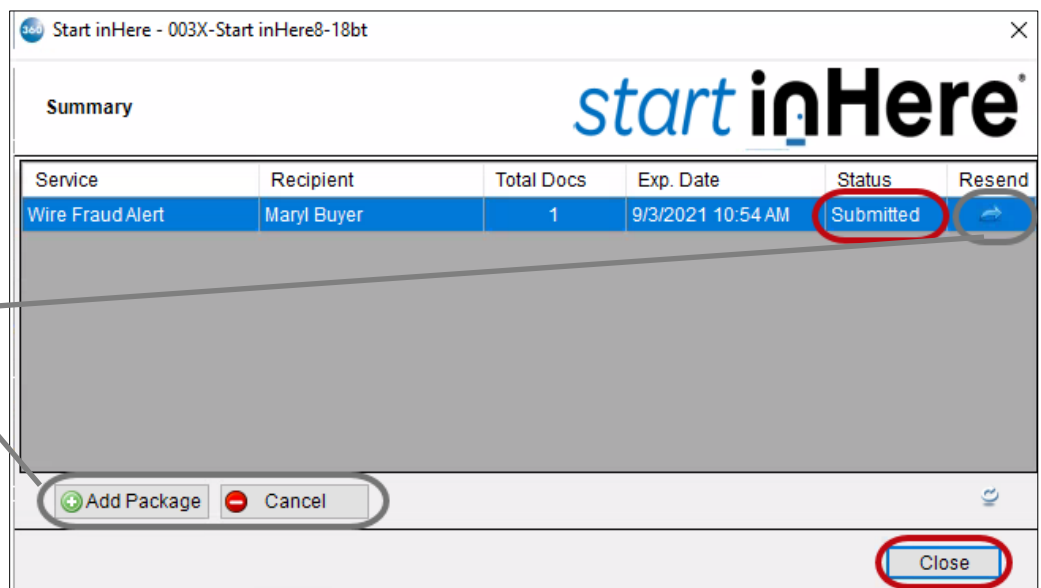 360 Start inHere - 003X-Start inHere8-18bt
Summary
start inHere®
Service Recipient Total Docs Exp. Date Status Resend
Wire Fraud Alert Maryl Buyer 1 9/3/2021 10:54 AM Submitted
Add Package Cancel
Close